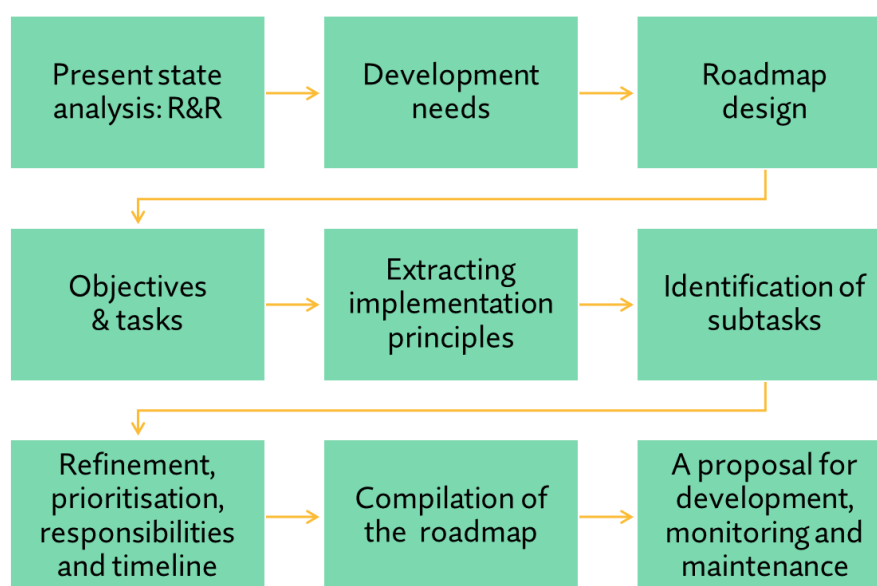 Present state
analysis: R&R
Development
needs
Roadmap
design
Objectives
& tasks
Extracting
implementation
principles
Identification of
subtasks
Refinement,
prioritisation,
responsibilities
and timeline
Compilation of
the roadmap
A proposal for
development,
monitoring and
maintenance